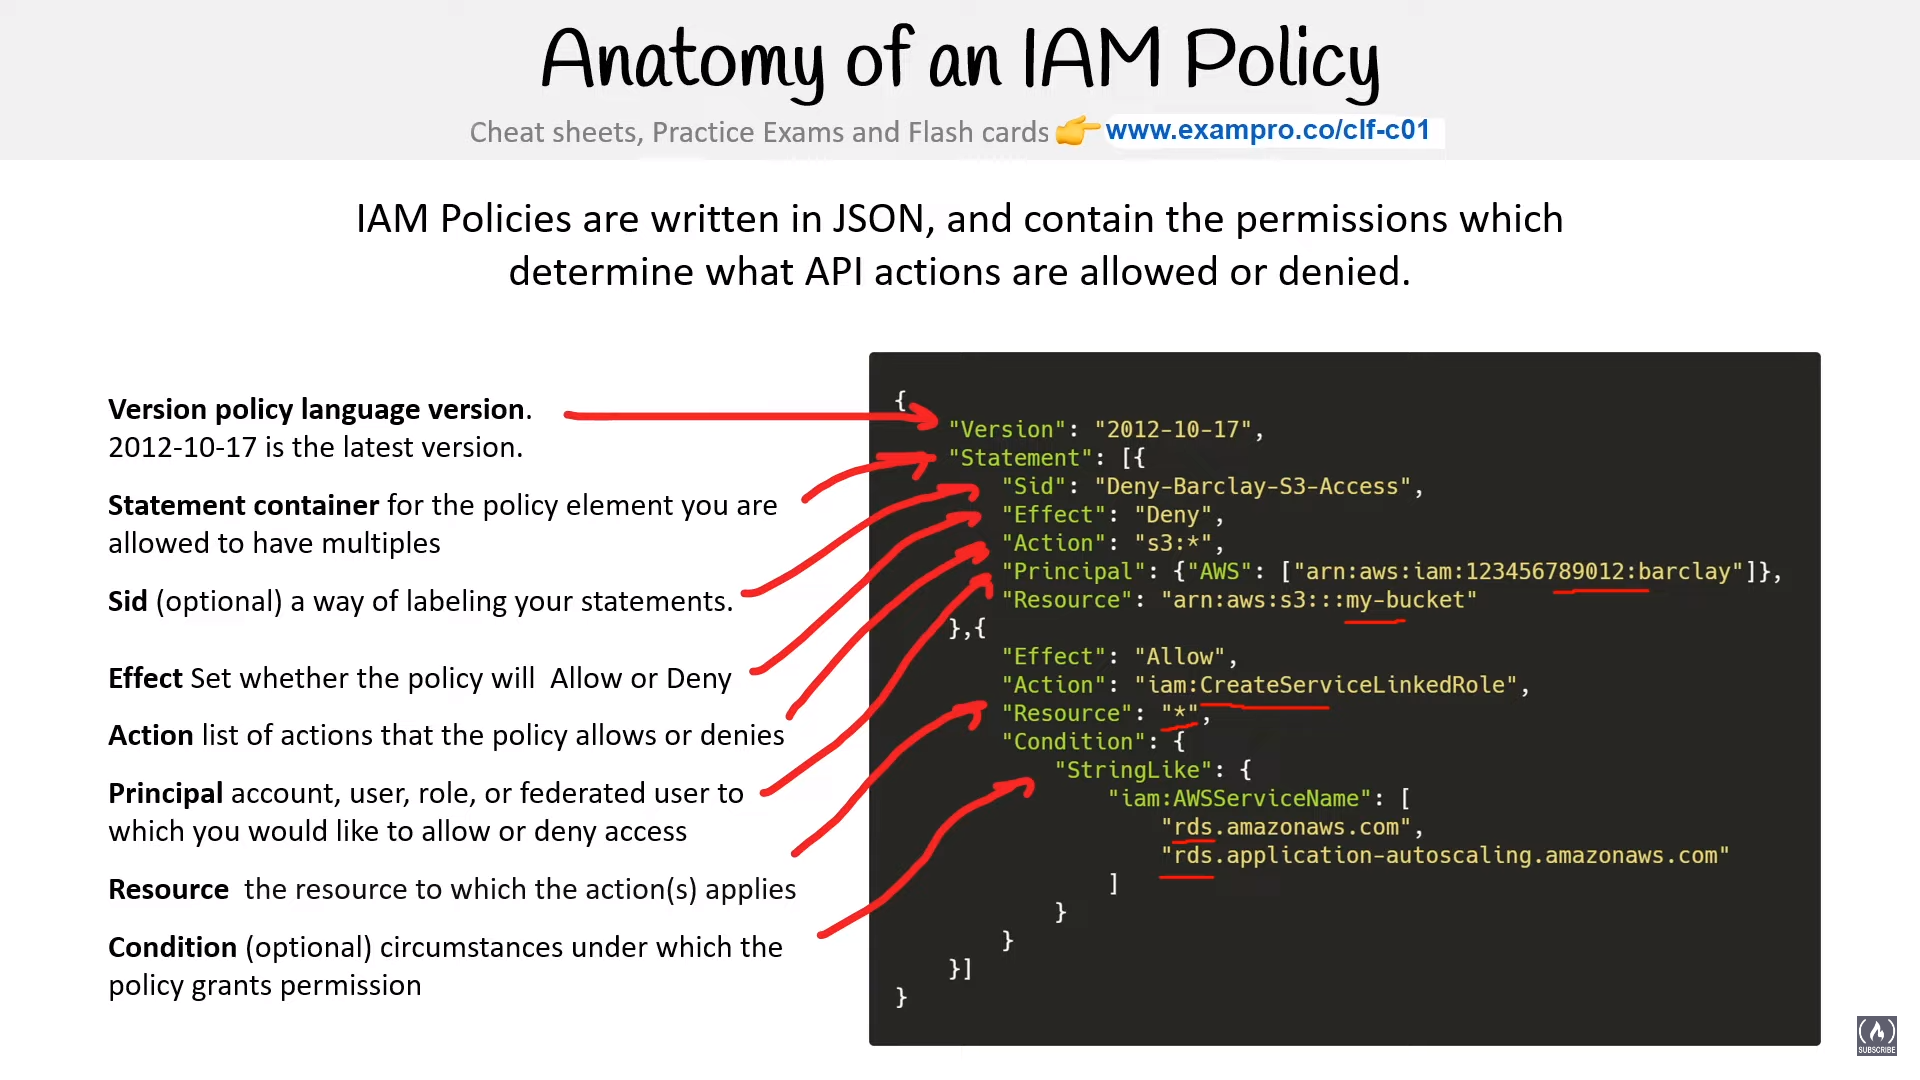 Anatomy of an IAM Policy
Cheat sheets, Practice Exams and Flash cards 👉 www.exampro.co/clf-c01
IAM Policies are written in JSON, and contain the permissions which
determine what API actions are allowed or denied.
Version policy language version.
2012-10-17 is the latest version.
Statement container for the policy element you are
allowed to have multiples
Sid (optional) a way of labeling your statements.
Effect Set whether the policy will  Allow or Deny
Action list of actions that the policy allows or denies
Principal account, user, role, or federated user to
which you would like to allow or deny access
Resource  the resource to which the action(s) applies
Condition (optional) circumstances under which the
policy grants permission
{
    "Version": "2012-10-17",
    "Statement": [{
        "Sid": "Deny-Barclay-S3-Access",
        "Effect": "Deny",
        "Action": "s3:*",
        "Principal": {"AWS": ["arn:aws:iam:123456789012:barclay"]},
        "Resource": "arn:aws:s3:::my-bucket"
    },{
        "Effect": "Allow",
        "Action": "iam:CreateServiceLinkedRole",
        "Resource": "*",
        "Condition": {
            "StringLike": {
                "iam:AWSServiceName": [
                    "rds.amazonaws.com",
                    "rds.application-autoscaling.amazonaws.com"
                ]
            }
        }
    }]
}
SUBSCRIBE